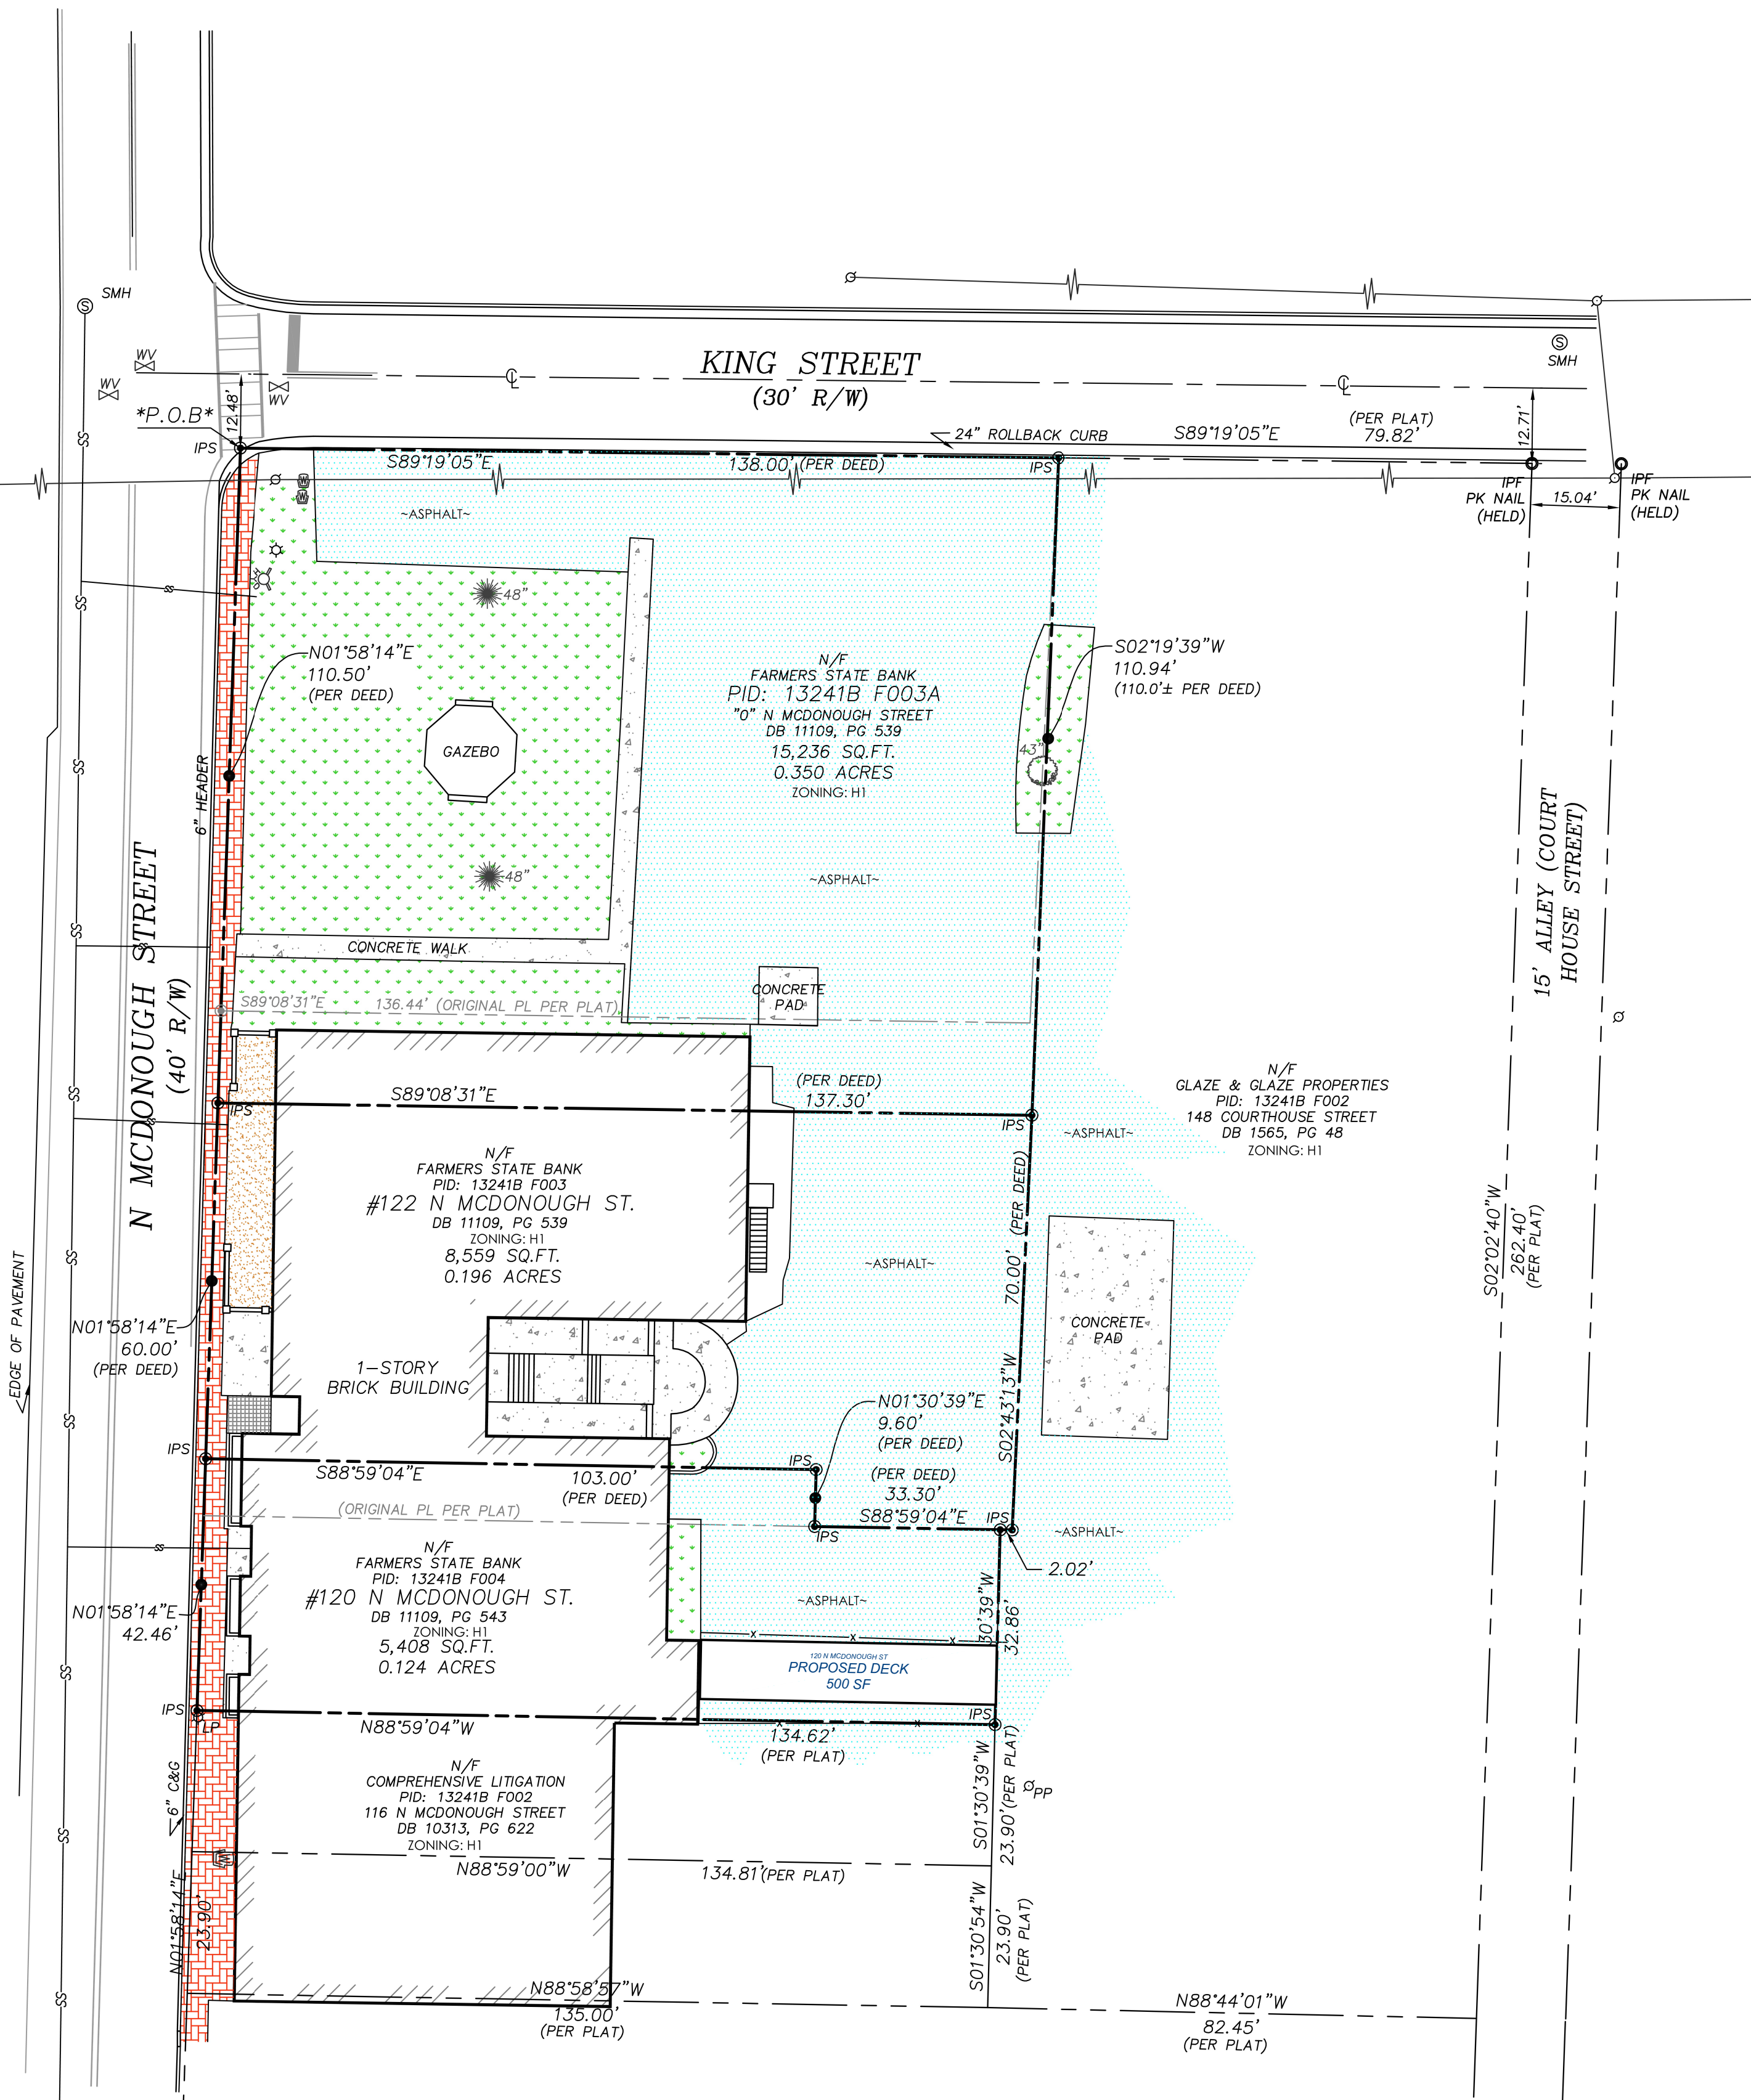 SMH
WV
WV
WV
*P.O.B*
12.48'
IPS
KING STREET
(30' R/W)
SMH
24" ROLLBACK CURB
S89°19'05"E
(PER PLAT)
79.82'
12.71'
S89°19'05"E
138.00' (PER DEED)
IPS
IPF
PK NAIL
(HELD)
15.04'
IPF
PK NAIL
(HELD)
~ASPHALT~
48"
N01°58'14"E
110.50'
(PER DEED)
GAZEBO
6" HEADER
48"
N/F
FARMERS STATE BANK
PID: 13241B F003A
"0" N MCDONOUGH STREET
DB 11109, PG 539
15,236 SQ.FT.
0.350 ACRES
ZONING: H1
S02°19'39"W
110.94'
(110.0'± PER DEED)
43"
~ASPHALT~
15' ALLEY (COURT
HOUSE STREET)
N MCDONOUGH STREET
(40' R/W)
CONCRETE WALK
S89°08'31"E
136.44' (ORIGINAL PL PER PLAT)
CONCRETE
PAD
N/F
GLAZE & GLAZE PROPERTIES
PID: 13241B F002
148 COURTHOUSE STREET
DB 1565, PG 48
ZONING: H1
S89°08'31"E
(PER DEED)
137.30'
IPS
IPS
~ASPHALT~
N/F
FARMERS STATE BANK
PID: 13241B F003
#122 N MCDONOUGH ST.
DB 11109, PG 539
ZONING: H1
8,559 SQ.FT.
0.196 ACRES
~ASPHALT~
S02°43'13"W
70.00'
(PER DEED)
CONCRETE
PAD
S02°02'40"W
262.40'
(PER PLAT)
EDGE OF PAVEMENT
N01°58'14"E
60.00'
(PER DEED)
1-STORY
BRICK BUILDING
N01°30'39"E
9.60'
(PER DEED)
IPS
S88°59'04"E
103.00'
(PER DEED)
IPS
(PER DEED)
33.30'
S88°59'04"E
IPS
IPS
~ASPHALT~
2.02'
(ORIGINAL PL PER PLAT)
N/F
FARMERS STATE BANK
PID: 13241B F004
#120 N MCDONOUGH ST.
DB 11109, PG 543
ZONING: H1
5,408 SQ.FT.
0.124 ACRES
N01°58'14"E
42.46'
~ASPHALT~
30'39"W
32.86'
120 N MCDONOUGH ST
PROPOSED DECK
500 SF
IPS
LP
N88°59'04"W
134.62'
(PER PLAT)
IPS
N/F
COMPREHENSIVE LITIGATION
PID: 13241B F002
116 N MCDONOUGH STREET
DB 10313, PG 622
ZONING: H1
6" C&G
S01°30'39"W
23.90'(PER PLAT)
PP
N88°59'00"W
134.81'(PER PLAT)
N01°58'14"E
23.90'
S01°30'54"W
23.90'
(PER PLAT)
N88°58'57"W
135.00'
(PER PLAT)
N88°44'01"W
82.45'
(PER PLAT)